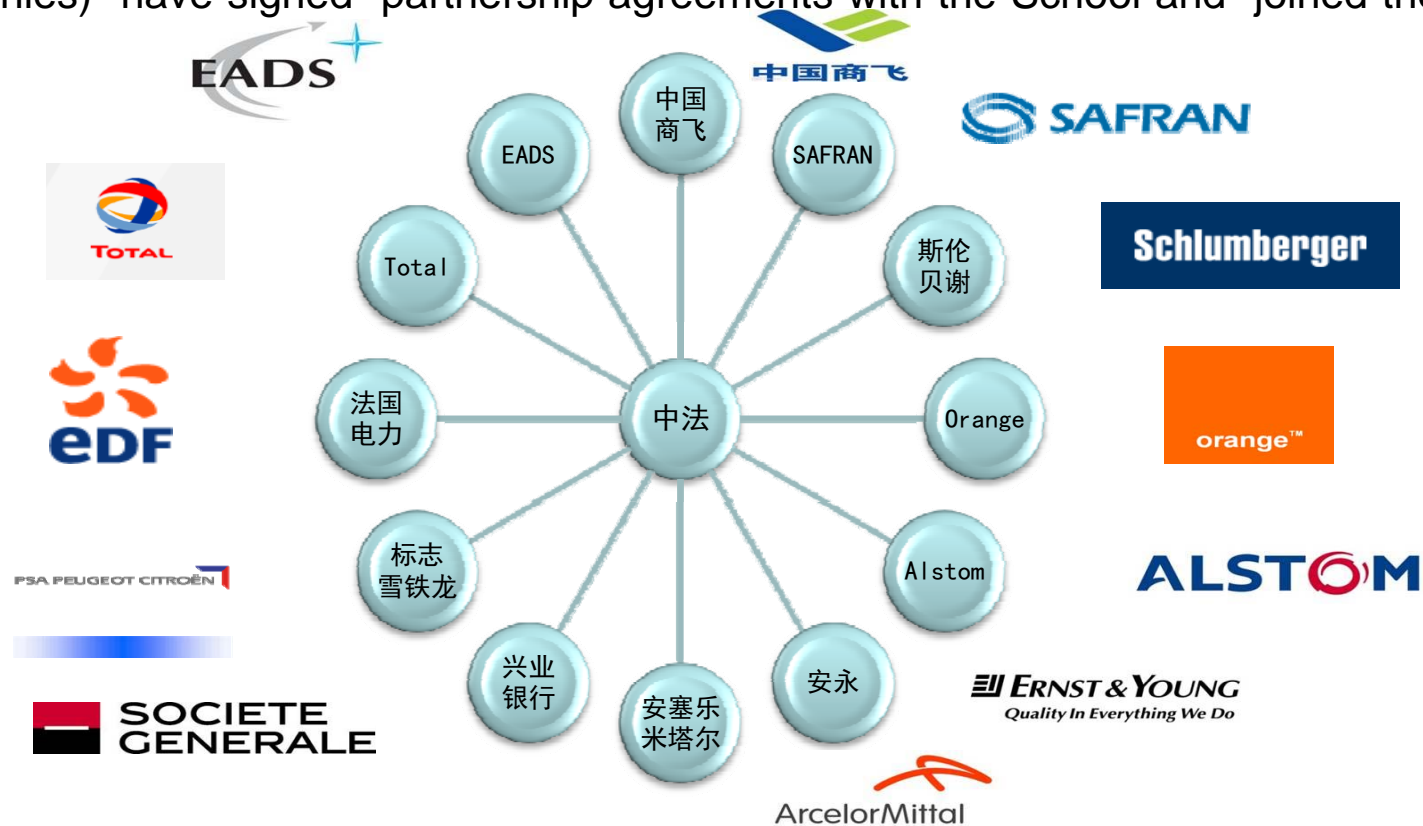 nies) have signed partnership agreements with the School and joined the
EADS
中国商飞
SAFRAN
中国
商飞
EADS
SAFRAN
TOTAL
Schlumberger
Total
斯伦
贝谢
eDF
法国
电力
中法
Orange
orange™
标志
雪铁龙
Alstom
ALSTOM
PSA PEUGEOT CITROËN
兴业
银行
安塞乐
米塔尔
安永
ERNST & YOUNG
Quality In Everything We Do
SOCIETE
GENERALE
ArcelorMittal